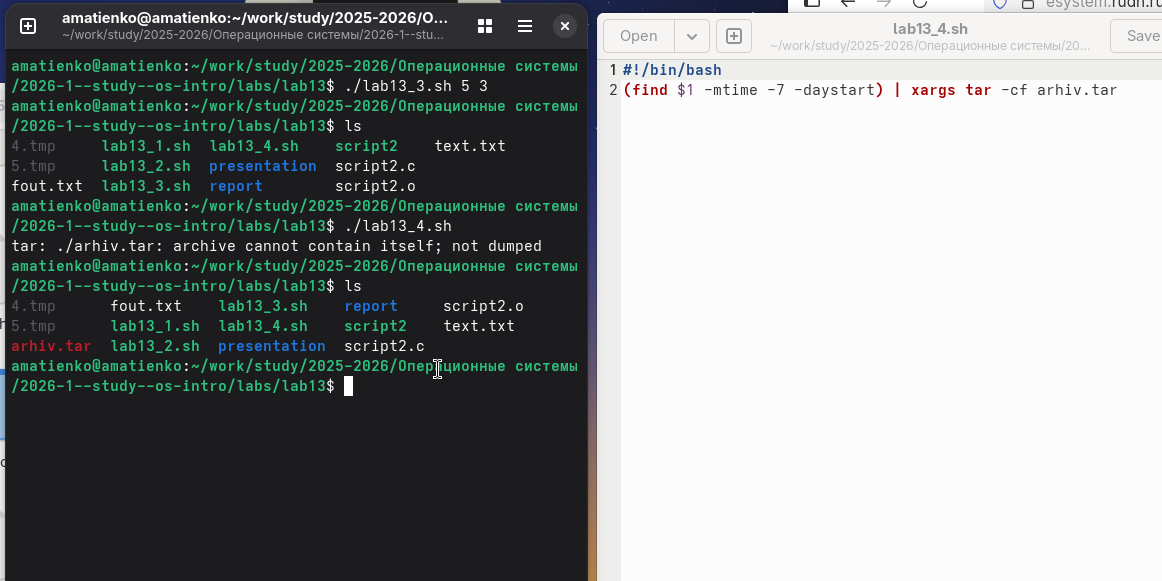 amatienko@amatienko:~/work/study/2025-2026/О...
~/work/study/2025-2026/Операционные системы/2026-1--stu...
amatienko@amatienko:~/work/study/2025-2026/Операционные системы
/2026-1--study--os-intro/labs/lab13$ ./lab13_3.sh 5 3
amatienko@amatienko:~/work/study/2025-2026/Операционные системы
/2026-1--study--os-intro/labs/lab13$ ls
4.tmp lab13_1.sh lab13_4.sh script2 text.txt
5.tmp lab13_2.sh presentation script2.c
fout.txt lab13_3.sh report script2.o
amatienko@amatienko:~/work/study/2025-2026/Операционные системы
/2026-1--study--os-intro/labs/lab13$ ./lab13_4.sh
tar: ./arhiv.tar: archive cannot contain itself; not dumped
amatienko@amatienko:~/work/study/2025-2026/Операционные системы
/2026-1--study--os-intro/labs/lab13$ ls
4.tmp fout.txt lab13_3.sh report script2.o
5.tmp lab13_1.sh lab13_4.sh script2 text.txt
arhiv.tar lab13_2.sh presentation script2.c
amatienko@amatienko:~/work/study/2025-2026/Операционные системы
/2026-1--study--os-intro/labs/lab13$
esystem.rudn.ru
Open
lab13_4.sh
~/work/study/2025-2026/Операционные системы/20...
Save
1 #!/bin/bash
2 (find $1 -mtime -7 -daystart) | xargs tar -cf arhiv.tar